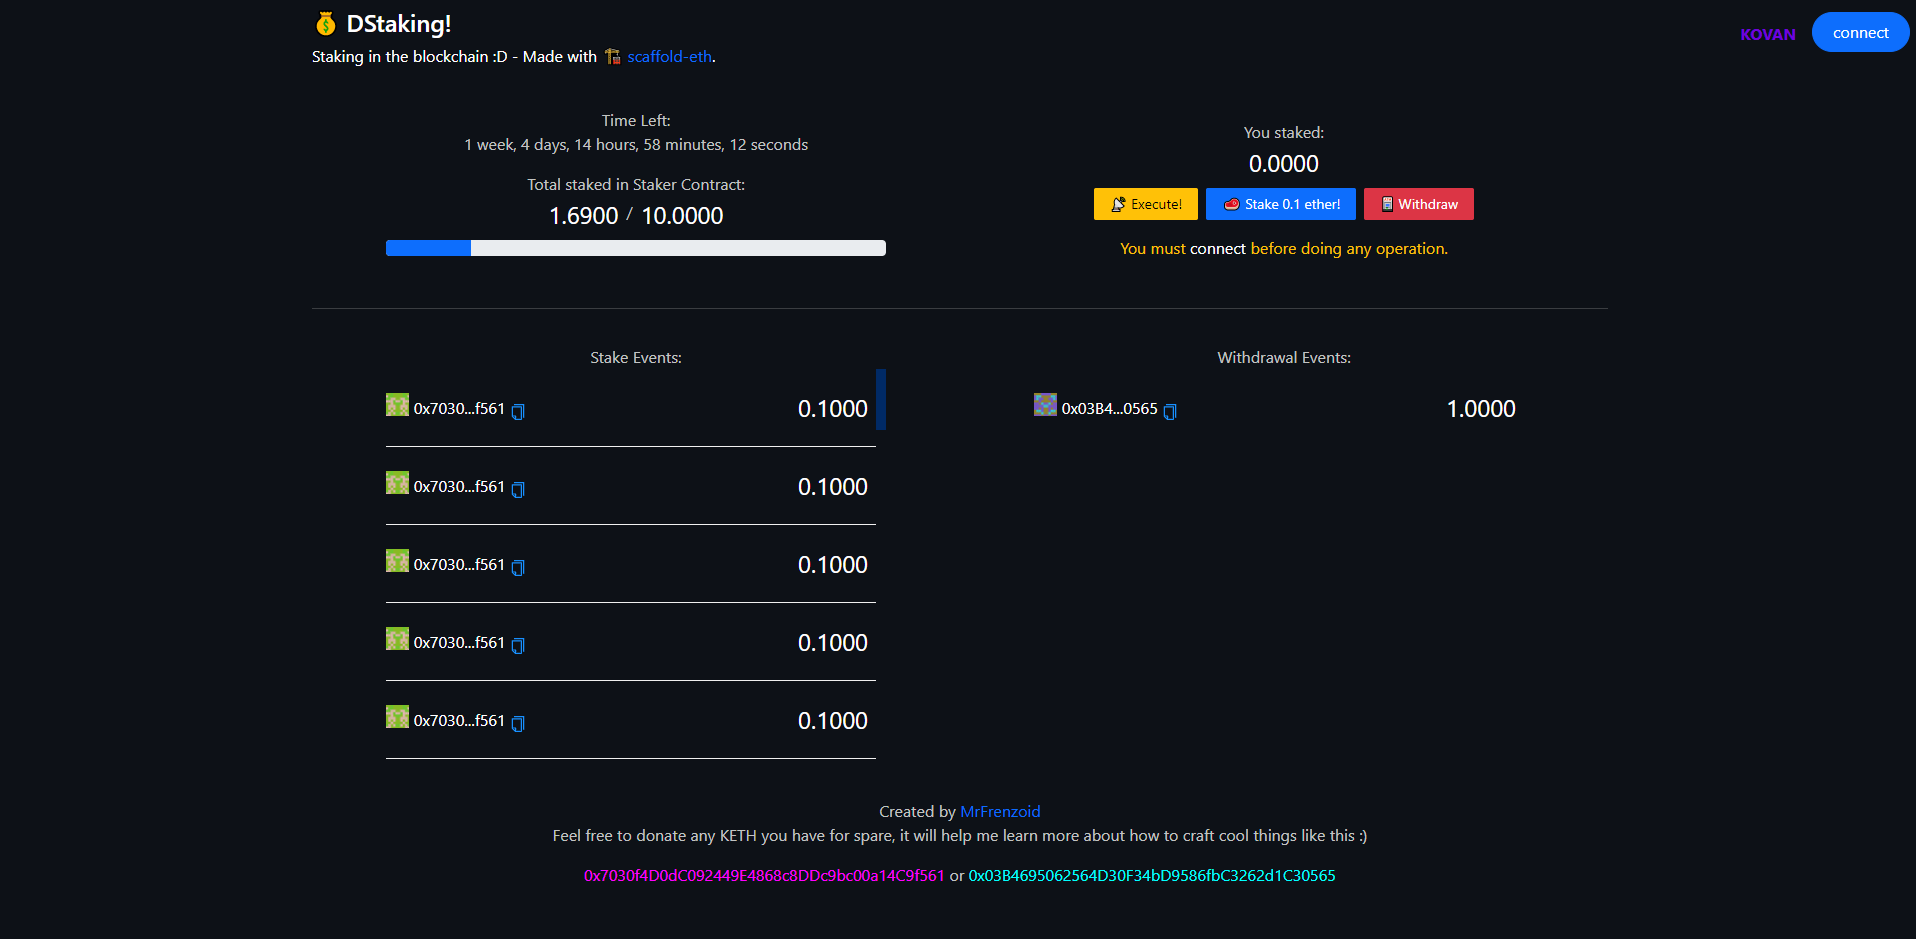 DStaking!
Staking in the blockchain :D - Made with scaffold-eth.
KOVAN
connect
Time Left:
1 week, 4 days, 14 hours, 58 minutes, 12 seconds
Total staked in Staker Contract:
1.6900 / 10.0000
You staked:
0.0000
Execute!
Stake 0.1 ether!
Withdraw
You must connect before doing any operation.
Stake Events:
0x7030...f561 0.1000
0x7030...f561 0.1000
0x7030...f561 0.1000
0x7030...f561 0.1000
0x7030...f561 0.1000
Withdrawal Events:
0x03B4...0565 1.0000
Created by MrFrenzoid
Feel free to donate any KETH you have for spare, it will help me learn more about how to craft cool things like this :)
0x7030f4D0dC092449E4868c8DDc9bc00a14C9f561 or 0x03B4695062564D30F34bD9586fbC3262d1C30565